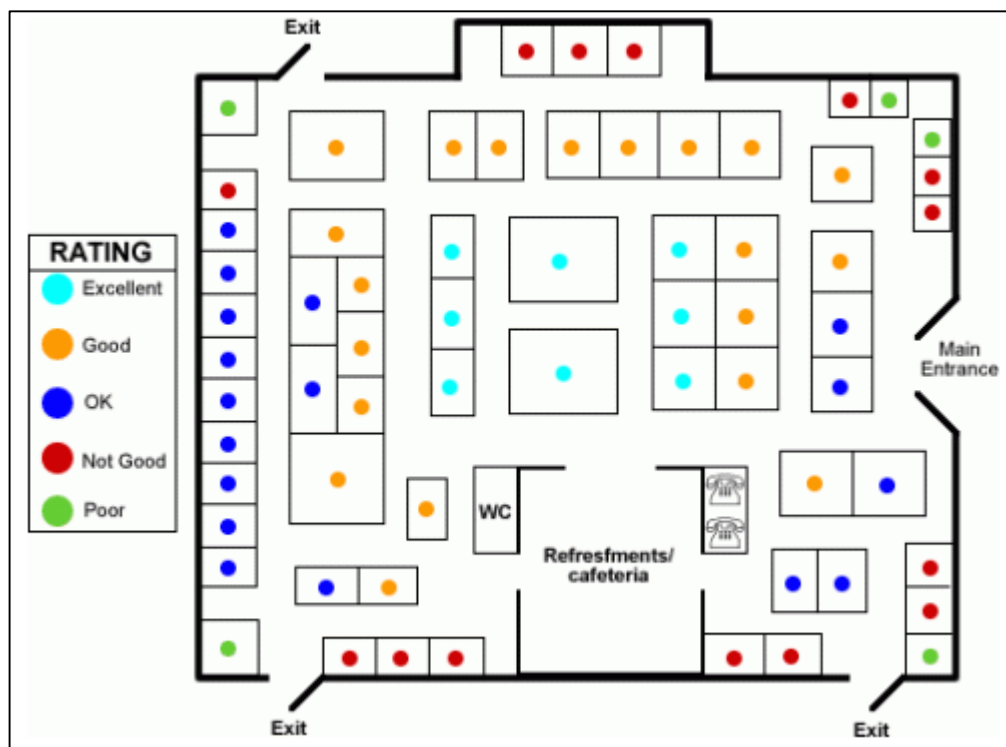 Exit
RATING
Excellent
Good
OK
Not Good
Poor
Main
Entrance
WC
Refresfments/
cafeteria
Exit
Exit